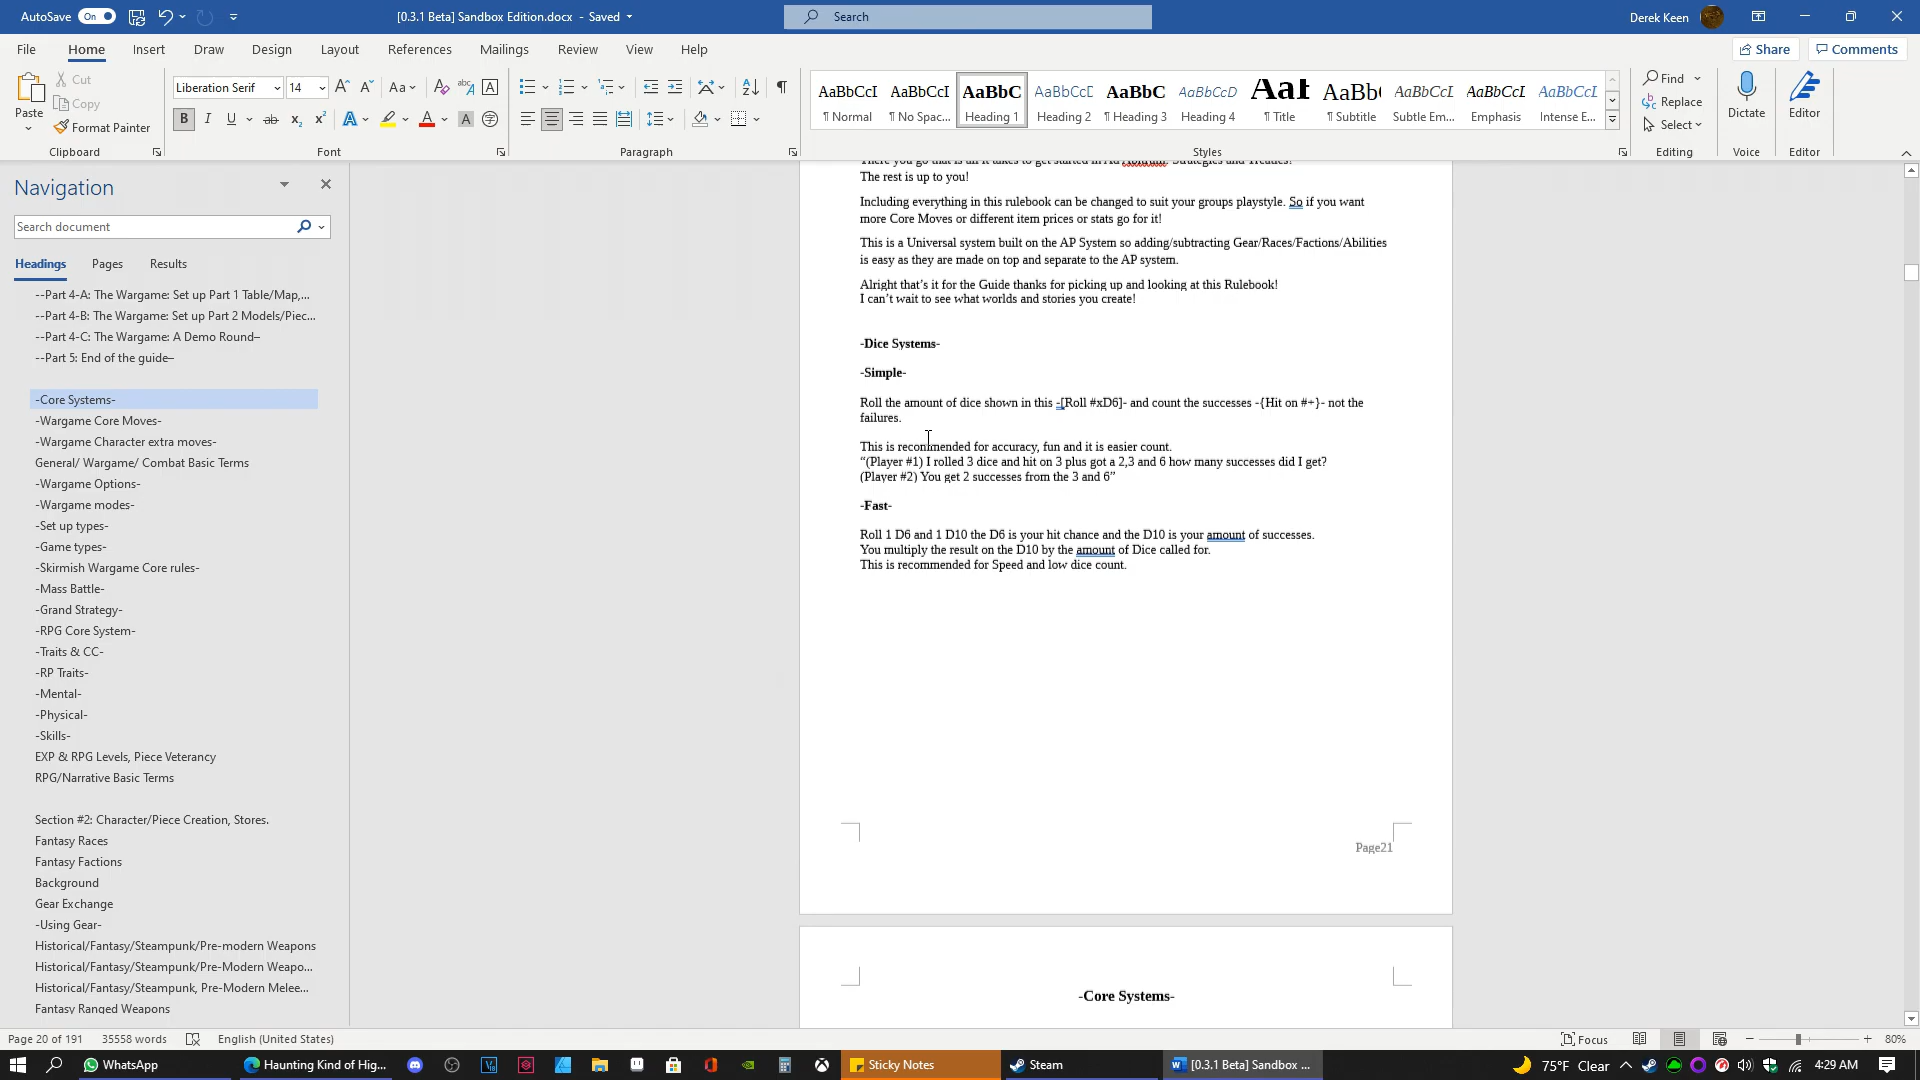 AutoSave On [0.3.1 Beta] Sandbox Edition.docx - Saved Search Derek Keen
File Home Insert Draw Design Layout References Mailings Review View Help Share Comments
Paste Cut Copy Format Painter
Clipboard
Liberation Serif 14
Font
Paragraph
AaBbCcI AaBbCcI AaBbC AaBbCcE AaBbC AaBbCcD AaBb( AaBbCcL AaBbCcL AaBbCcL
¶ Normal ¶ No Spac... Heading 1 Heading 2 ¶ Heading 3 Heading 4 ¶ Title ¶ Subtitle Subtle Em... Emphasis Intense E...
Styles
Find
Replace
Select
Editing
Dictate
Voice
Editor
Editor
Navigation
Search document
Headings Pages Results
--Part 4-A: The Wargame: Set up Part 1 Table/Map,...
--Part 4-B: The Wargame: Set up Part 2 Models/Piec...
--Part 4-C: The Wargame: A Demo Round–
--Part 5: End of the guide–
-Core Systems-
-Wargame Core Moves-
-Wargame Character extra moves-
General/ Wargame/ Combat Basic Terms
-Wargame Options-
-Wargame modes-
-Set up types-
-Game types-
-Skirmish Wargame Core rules-
-Mass Battle-
-Grand Strategy-
-RPG Core System-
-Traits & CC-
-RP Traits-
-Mental-
-Physical-
-Skills-
EXP & RPG Levels, Piece Veterancy
RPG/Narrative Basic Terms
Section #2: Character/Piece Creation, Stores.
Fantasy Races
Fantasy Factions
Background
Gear Exchange
-Using Gear-
Historical/Fantasy/Steampunk/Pre-modern Weapons
Historical/Fantasy/Steampunk/Pre-Modern Weapo...
Historical/Fantasy/Steampunk, Pre-Modern Melee...
Fantasy Ranged Weapons
The rest is up to you!
Including everything in this rulebook can be changed to suit your groups playstyle. So if you want
more Core Moves or different item prices or stats go for it!
This is a Universal system built on the AP System so adding/subtracting Gear/Races/Factions/Abilities
is easy as they are made on top and separate to the AP system.
Alright that’s it for the Guide thanks for picking up and looking at this Rulebook!
I can’t wait to see what worlds and stories you create!
-Dice Systems-
-Simple-
Roll the amount of dice shown in this -[Roll #xD6]- and count the successes -{Hit on #+}- not the
failures.
This is recommended for accuracy, fun and it is easier count.
“(Player #1) I rolled 3 dice and hit on 3 plus got a 2,3 and 6 how many successes did I get?
(Player #2) You get 2 successes from the 3 and 6”
-Fast-
Roll 1 D6 and 1 D10 the D6 is your hit chance and the D10 is your amount of successes.
You multiply the result on the D10 by the amount of Dice called for.
This is recommended for Speed and low dice count.
Page21
-Core Systems-
Page 20 of 191 35558 words English (United States) Focus 80%
WhatsApp Haunting Kind of Hig... Sticky Notes Steam [0.3.1 Beta] Sandbox ... 75°F Clear 4:29 AM